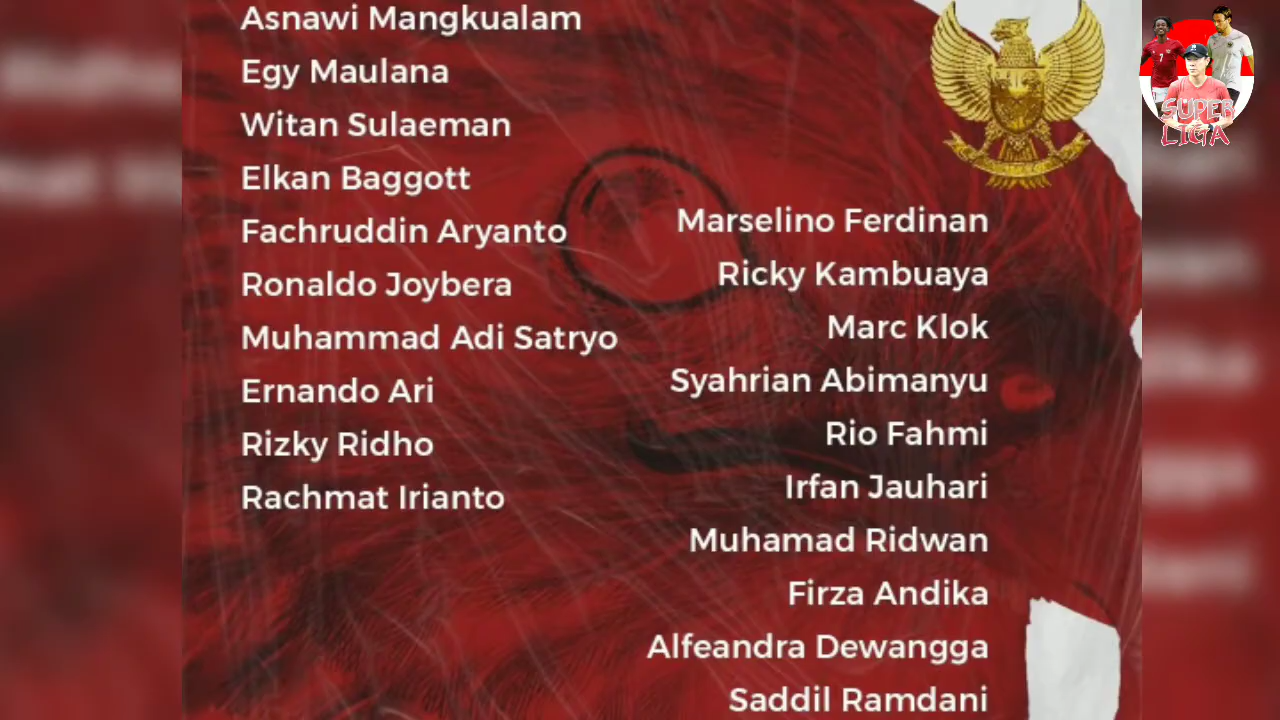 Asnawi Mangkualam
Egy Maulana
Witan Sulaeman
Elkan Baggott
Fachruddin Aryanto
Ronaldo Joybera
Muhammad Adi Satryo
Ernando Ari
Rizky Ridho
Rachmat Irianto
Marselino Ferdinan
Ricky Kambuaya
Marc Klok
Syahrian Abimanyu
Rio Fahmi
Irfan Jauhari
Muhamad Ridwan
Firza Andika
Alfeandra Dewangga
Saddil Ramdani
SUPER
LIGA